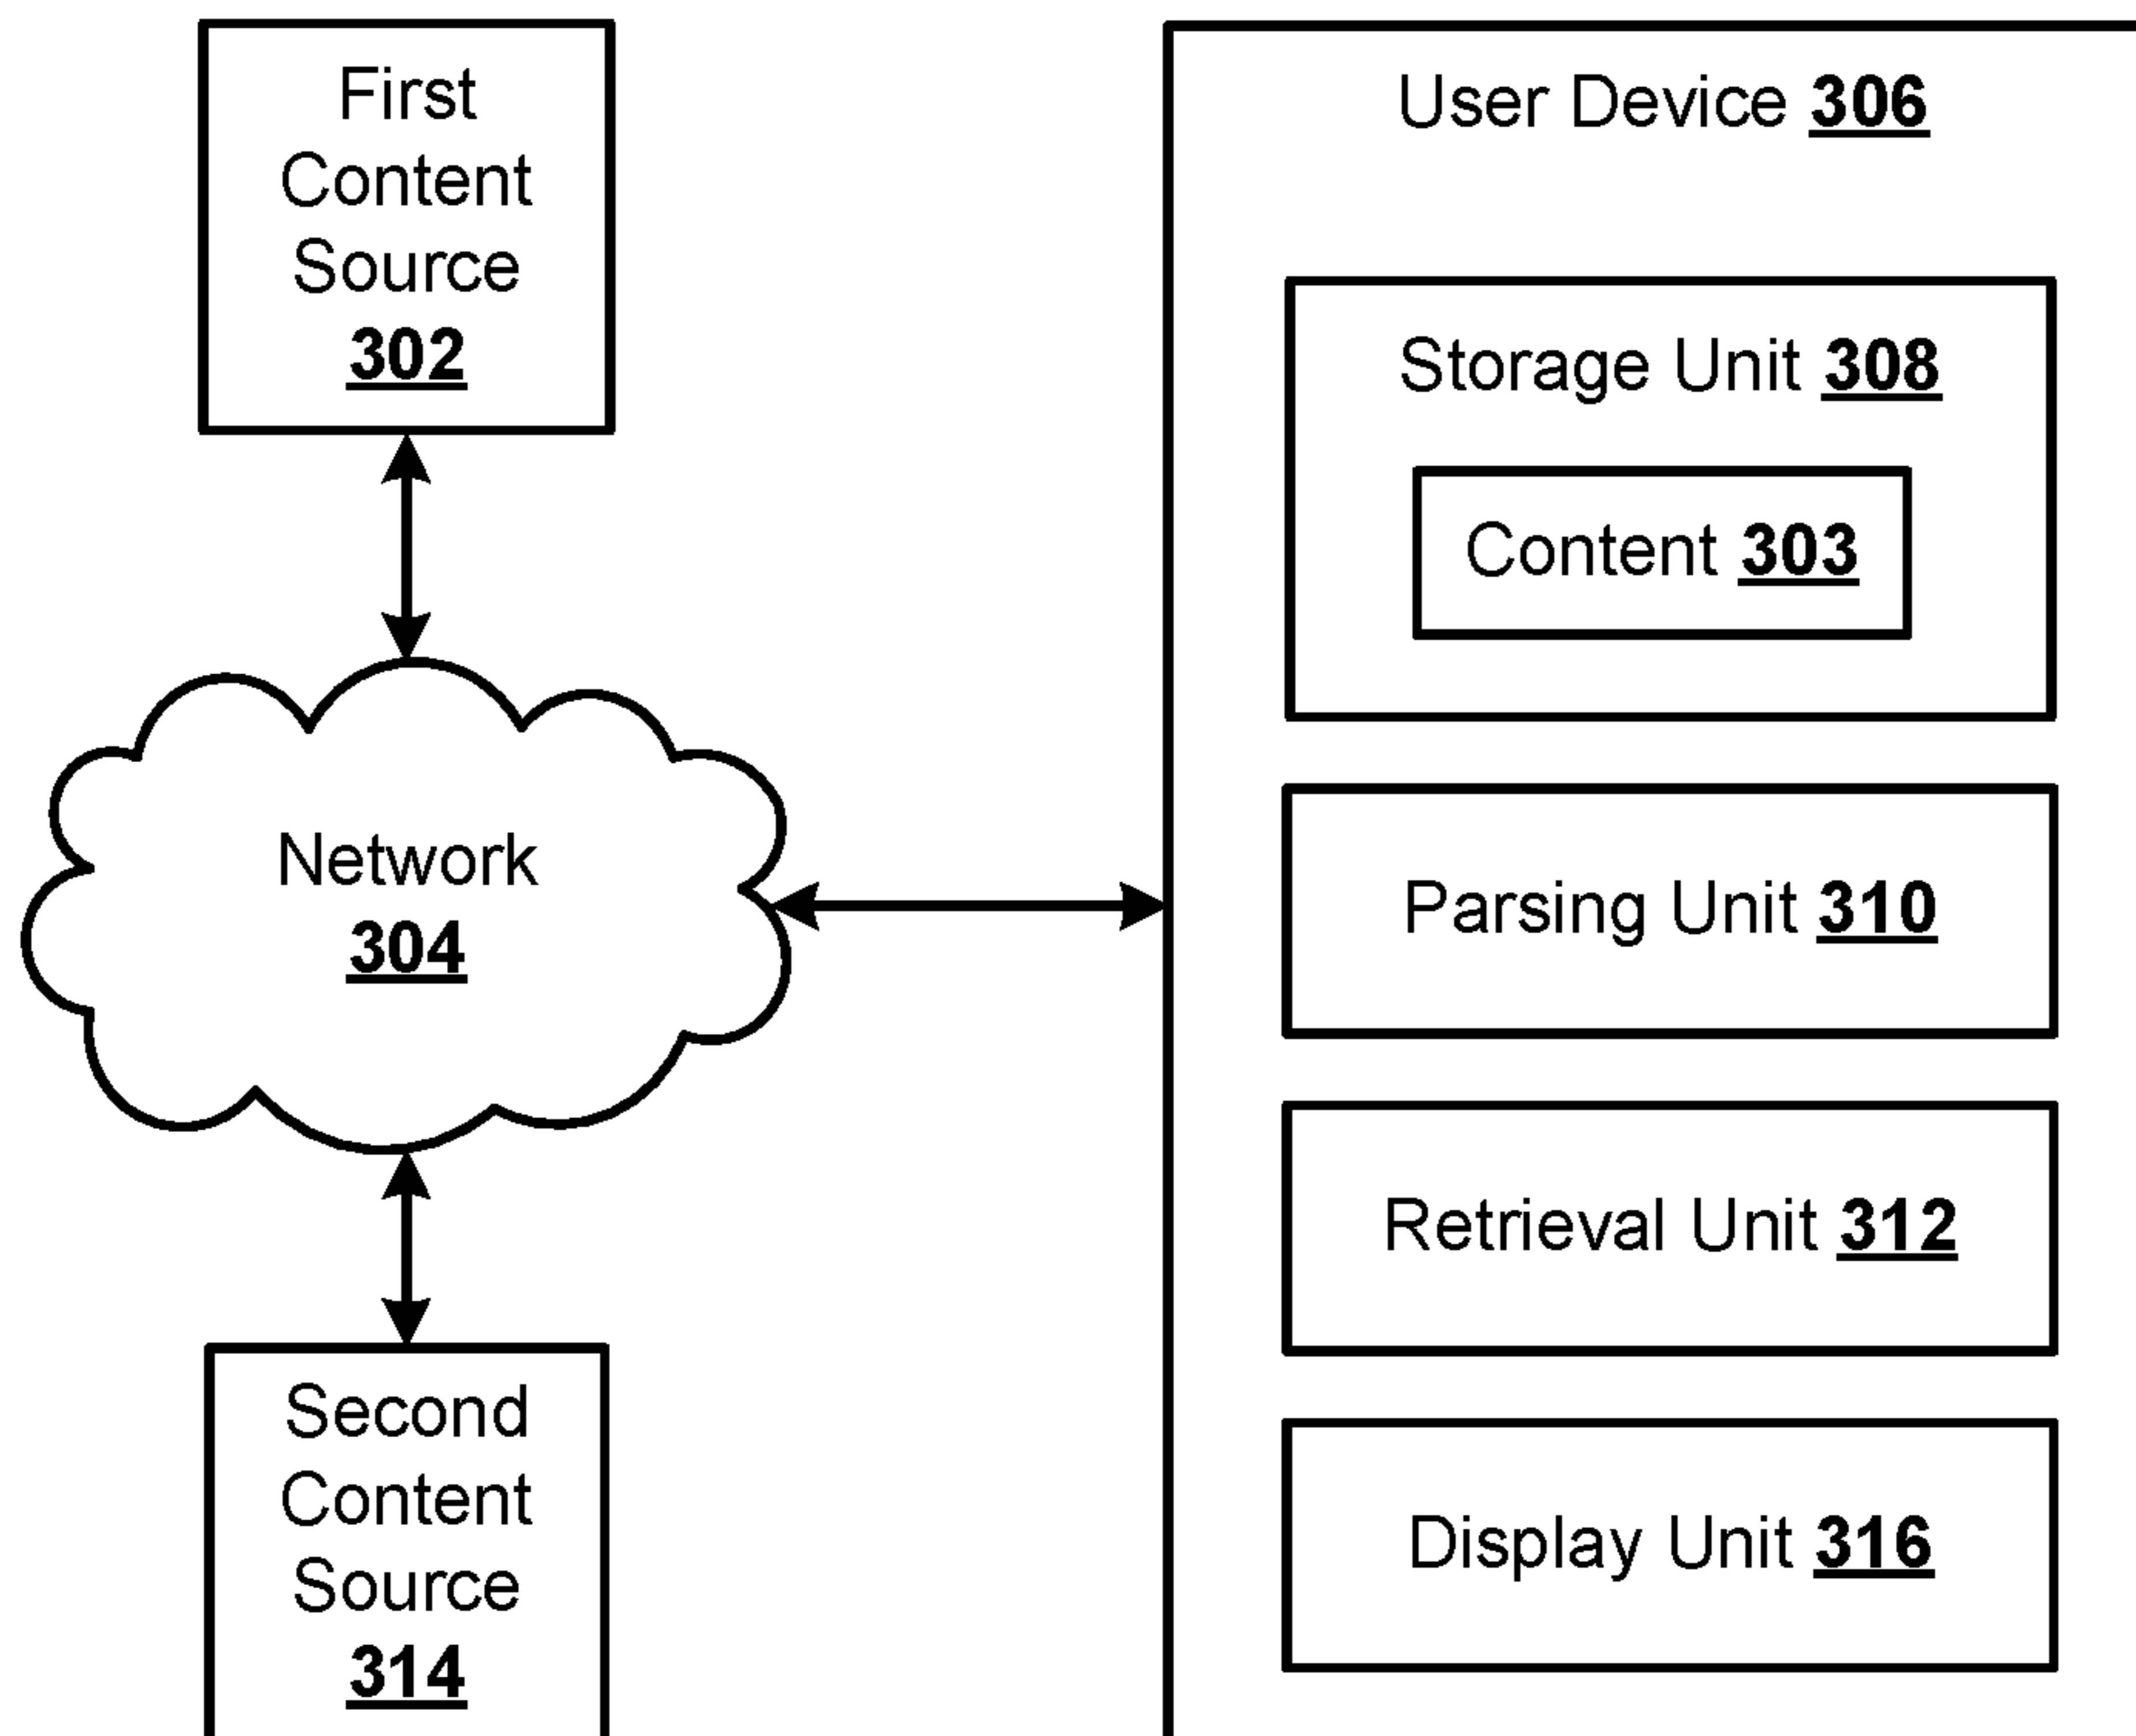 First
Content
Source
302
Network
304
Second
Content
Source
314
User Device 306
Storage Unit 308
Content 303
Parsing Unit 310
Retrieval Unit 312
Display Unit 316